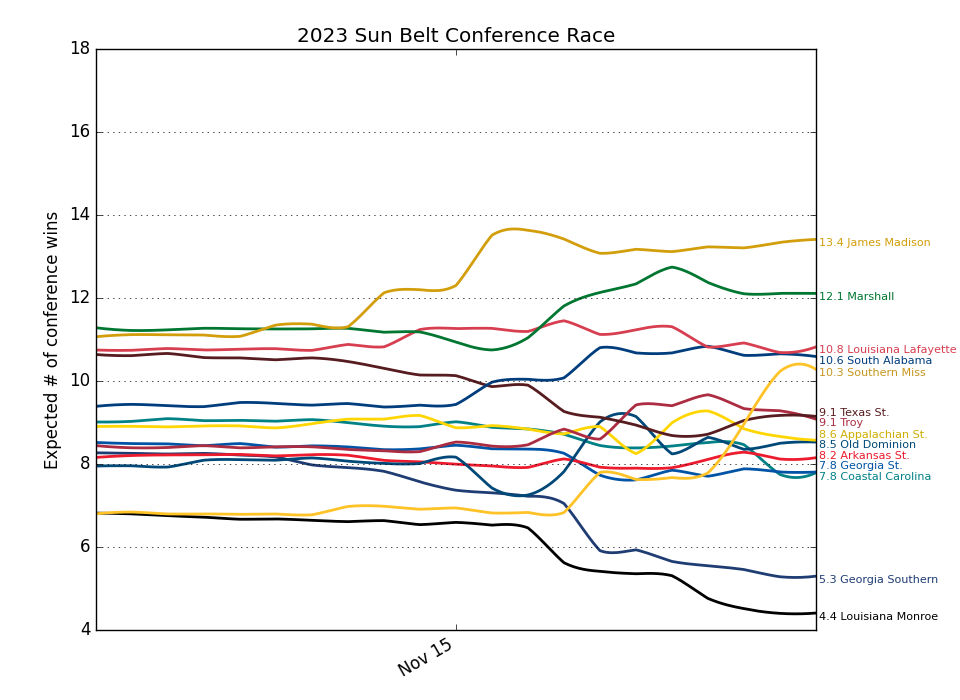 2023 Sun Belt Conference Race
18
16
14
12
10
8
6
4
Expected # of conference wins
Nov 15
13.4 James Madison
12.1 Marshall
10.8 Louisiana Lafayette
10.6 South Alabama
10.3 Southern Miss
9.1 Texas St.
9.1 Troy
8.6 Appalachian St.
8.5 Old Dominion
8.2 Arkansas St.
7.8 Georgia St.
7.8 Coastal Carolina
5.3 Georgia Southern
4.4 Louisiana Monroe